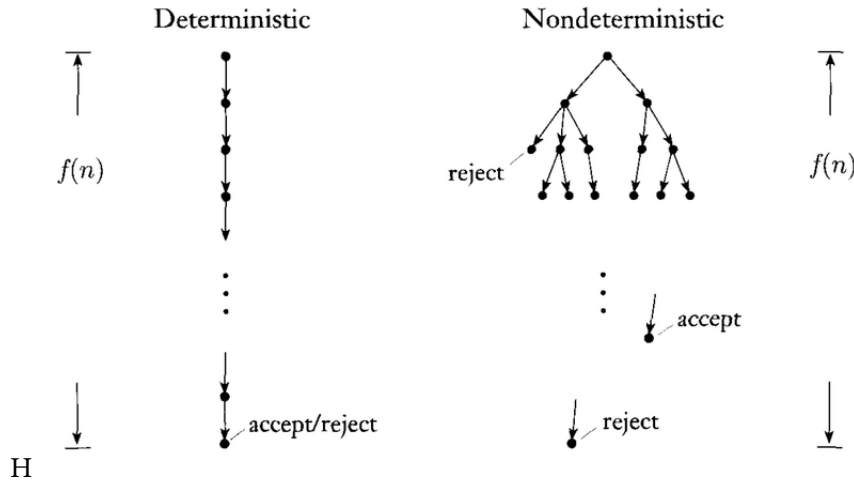 Deterministic
Nondeterministic
f(n)
reject
f(n)
accept
accept/reject
reject
H